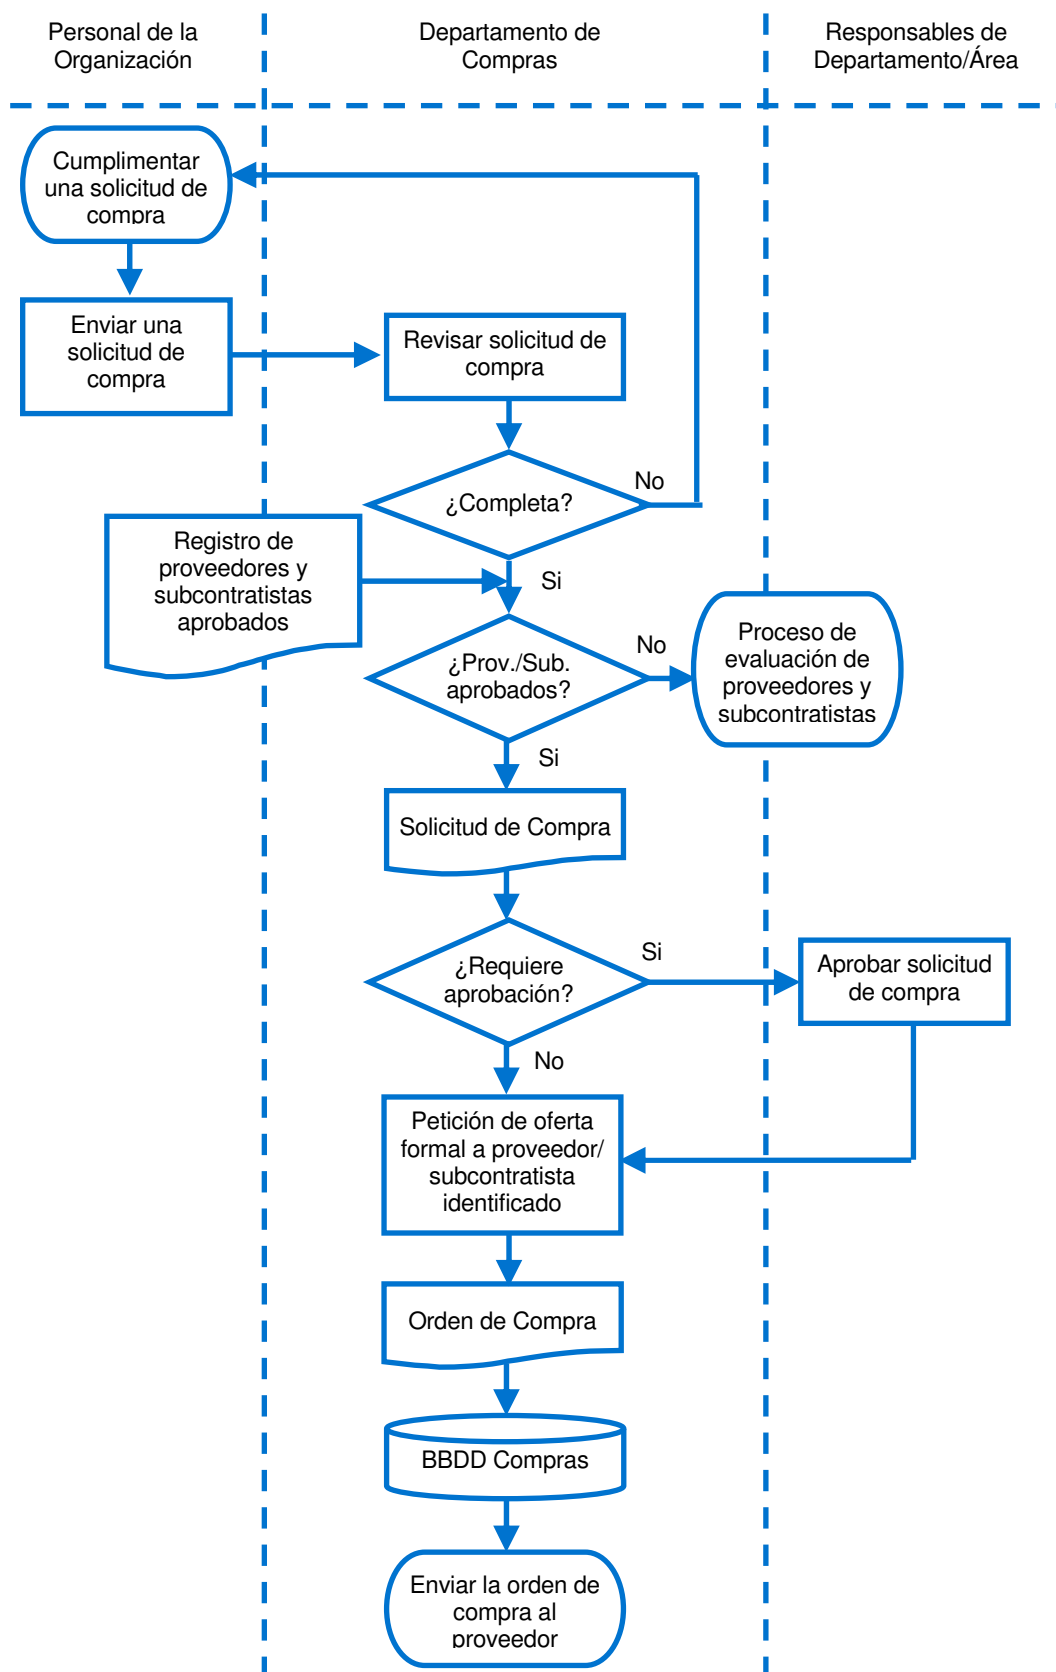 Personal de la
Organización
Departamento de
Compras
Responsables de
Departamento/Área
Cumplimentar
una solicitud de
compra
Enviar una
solicitud de
compra
Revisar solicitud de
compra
¿Completa?
No
Registro de
proveedores y
subcontratistas
aprobados
Si
¿Prov./Sub.
aprobados?
No
Proceso de
evaluación de
proveedores y
subcontratistas
Si
Solicitud de Compra
¿Requiere
aprobación?
Si
Aprobar solicitud
de compra
No
Petición de oferta
formal a proveedor/
subcontratista
identificado
Orden de Compra
BBDD Compras
Enviar la orden de
compra al
proveedor